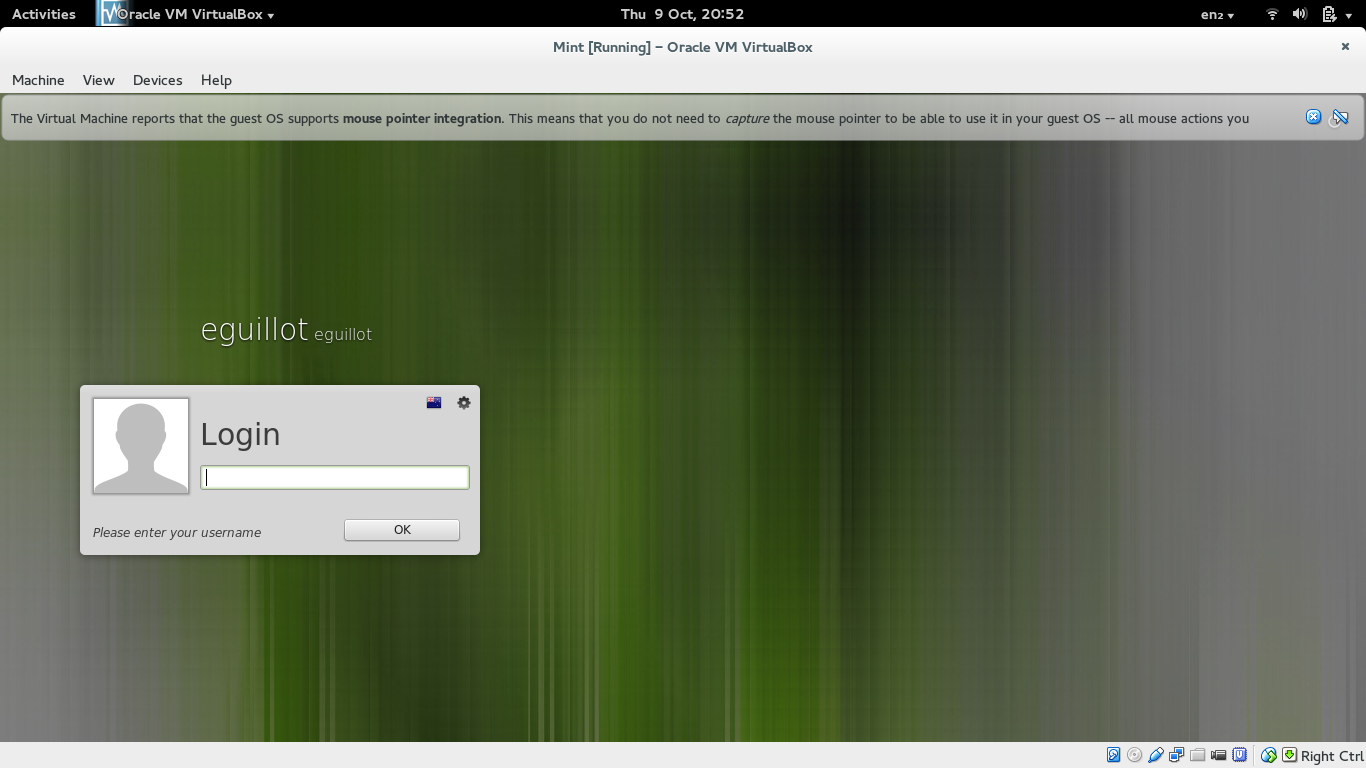 Activities Oracle VM VirtualBox Thu 9 Oct, 20:52 en₂
Mint [Running] – Oracle VM VirtualBox
Machine View Devices Help
The Virtual Machine reports that the guest OS supports mouse pointer integration. This means that you do not need to capture the mouse pointer to be able to use it in your guest OS -- all mouse actions you
eguillot eguillot
Login
Please enter your username OK
Right Ctrl